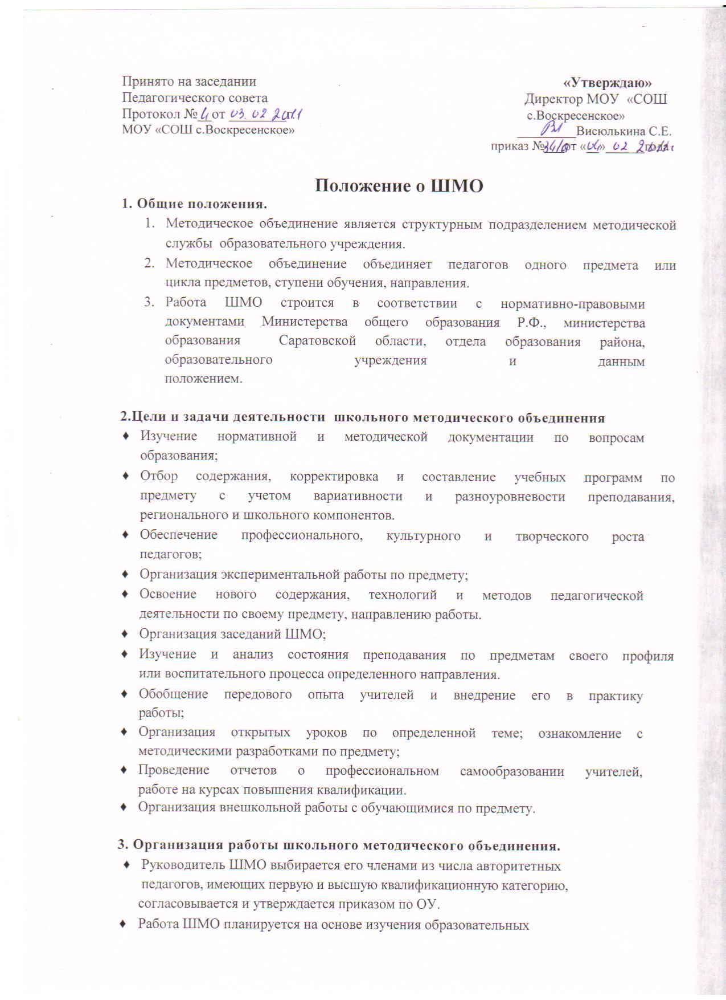 Принято на заседании
Педагогического совета
Протокол № 4 от 03.02 2011
МОУ «СОШ с.Воскресенское»
«Утверждаю»
Директор МОУ «СОШ
с.Воскресенское»
Висюлькина С.Е.
приказ № от « » 02 2011 года
Положение о ШМО
1. Общие положения.
1. Методическое объединение является структурным подразделением методической
службы образовательного учреждения.
2. Методическое объединение объединяет педагогов одного предмета или
цикла предметов, ступени обучения, направления.
3. Работа ШМО строится в соответствии с нормативно-правовыми
документами Министерства общего образования Р.Ф., министерства
образования Саратовской области, отдела образования района,
образовательного учреждения и данным
положением.
2.Цели и задачи деятельности школьного методического объединения
♦ Изучение нормативной и методической документации по вопросам
образования;
♦ Отбор содержания, корректировка и составление учебных программ по
предмету с учетом вариативности и разноуровневости преподавания,
регионального и школьного компонентов.
♦ Обеспечение профессионального, культурного и творческого роста
педагогов;
♦ Организация экспериментальной работы по предмету;
♦ Освоение нового содержания, технологий и методов педагогической
деятельности по своему предмету, направлению работы.
♦ Организация заседаний ШМО;
♦ Изучение и анализ состояния преподавания по предметам своего профиля
или воспитательного процесса определенного направления.
♦ Обобщение передового опыта учителей и внедрение его в практику
работы;
♦ Организация открытых уроков по определенной теме; ознакомление с
методическими разработками по предмету;
♦ Проведение отчетов о профессиональном самообразовании учителей,
работе на курсах повышения квалификации.
♦ Организация внешкольной работы с обучающимися по предмету.
3. Организация работы школьного методического объединения.
♦ Руководитель ШМО выбирается его членами из числа авторитетных
педагогов, имеющих первую и высшую квалификационную категорию,
согласовывается и утверждается приказом по ОУ.
♦ Работа ШМО планируется на основе изучения образовательных